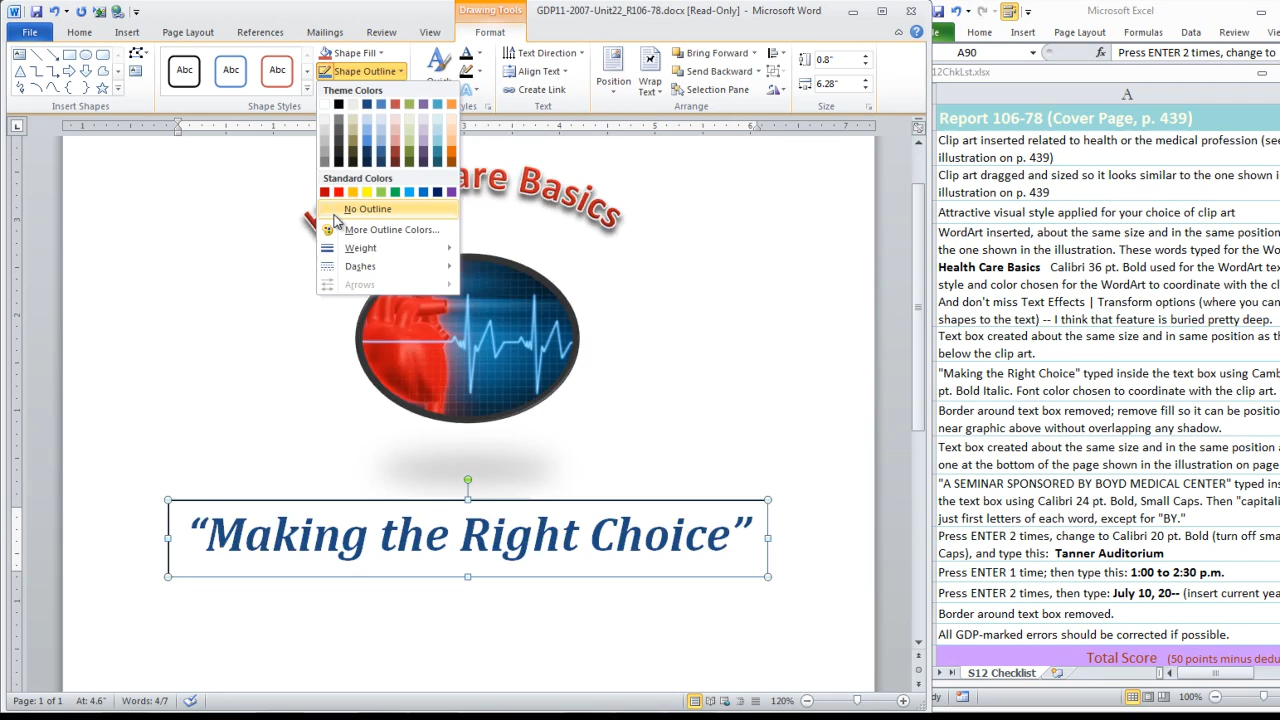 Drawing Tools
GDP11-2007-Unit22_R106-78.docx [Read-Only] - Microsoft Word
Microsoft Excel
File Home Insert Page Layout References Mailings Review View Format
Home Insert Page Layout Formulas Data Review
Shape Fill
Shape Outline
Abc Abc Abc
Insert Shapes
Shape Styles
Text Direction
Align Text
Create Link
Text
Position
Wrap Text
Bring Forward
Send Backward
Selection Pane
Arrange
0.8"
6.28"
Size
A90
fx
Press ENTER 2 times, change to
12ChkLst.xlsx
A
Theme Colors
Standard Colors
No Outline
More Outline Colors...
Weight
Dashes
Arrows
1 1 2 3 4 5 6 7
are Basics
“Making the Right Choice”
Report 106-78 (Cover Page, p. 439)
Clip art inserted related to health or the medical profession (see
illustration on p. 439)
Clip art dragged and sized so it looks similar to the one shown in
illustration on p. 439
Attractive visual style applied for your choice of clip art
WordArt inserted, about the same size and in the same position
the one shown in the illustration. These words typed for the Wo
Health Care Basics Calibri 36 pt. Bold used for the WordArt tex
style and color chosen for the WordArt to coordinate with the cl
And don't miss Text Effects | Transform options (where you can
shapes to the text) -- I think that feature is buried pretty deep.
Text box created about the same size and in same position as th
below the clip art.
"Making the Right Choice" typed inside the text box using Camb
pt. Bold Italic. Font color chosen to coordinate with the clip art.
Border around text box removed; remove fill so it can be positio
near graphic above without overlapping any shadow.
Text box created about the same size and in the same position a
one at the bottom of the page shown in the illustration on page
"A SEMINAR SPONSORED BY BOYD MEDICAL CENTER" typed ins
the text box using Calibri 24 pt. Bold, Small Caps. Then "capitali
just first letters of each word, except for "BY."
Press ENTER 2 times, change to Calibri 20 pt. Bold (turn off sma
Caps), and type this: Tanner Auditorium
Press ENTER 1 time; then type this: 1:00 to 2:30 p.m.
Press ENTER 2 times, then type: July 10, 20-- (insert current yea
Border around text box removed.
All GDP-marked errors should be corrected if possible.
Total Score (50 points minus dedu
S12 Checklist
Page: 1 of 1 At: 4.6" Words: 4/7
120%
dy
100%